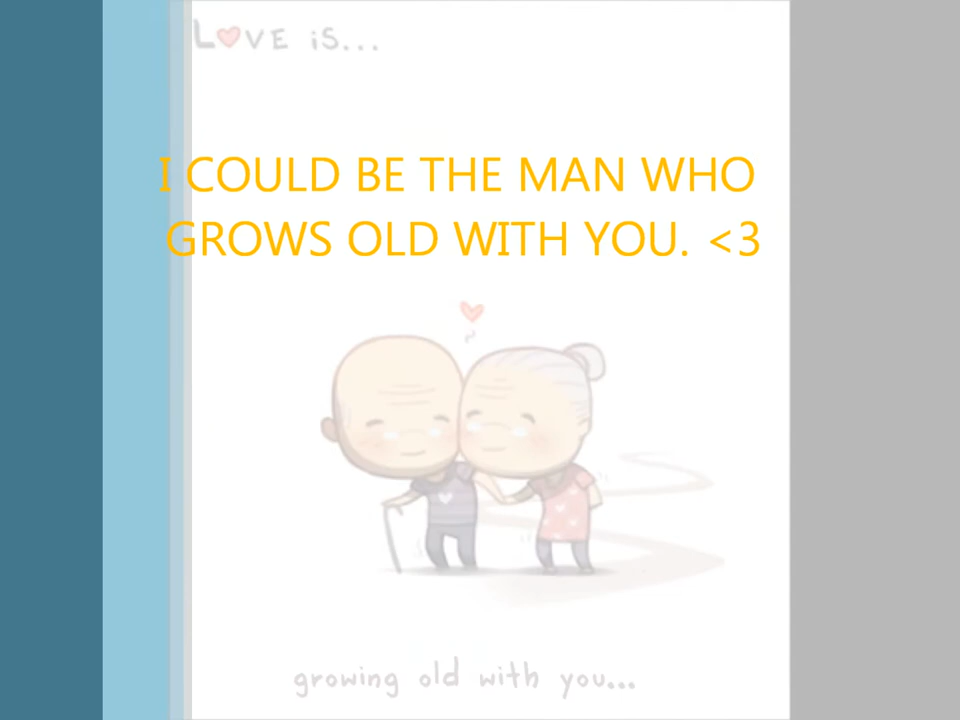 LOVE iS...
I COULD BE THE MAN WHO
GROWS OLD WITH YOU. <3
growing old with you...